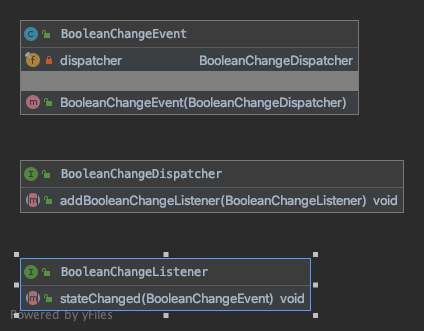 BooleanChangeEvent
dispatcher BooleanChangeDispatcher
BooleanChangeEvent(BooleanChangeDispatcher)
BooleanChangeDispatcher
addBooleanChangeListener(BooleanChangeListener) void
BooleanChangeListener
stateChanged(BooleanChangeEvent) void
Powered by yFiles